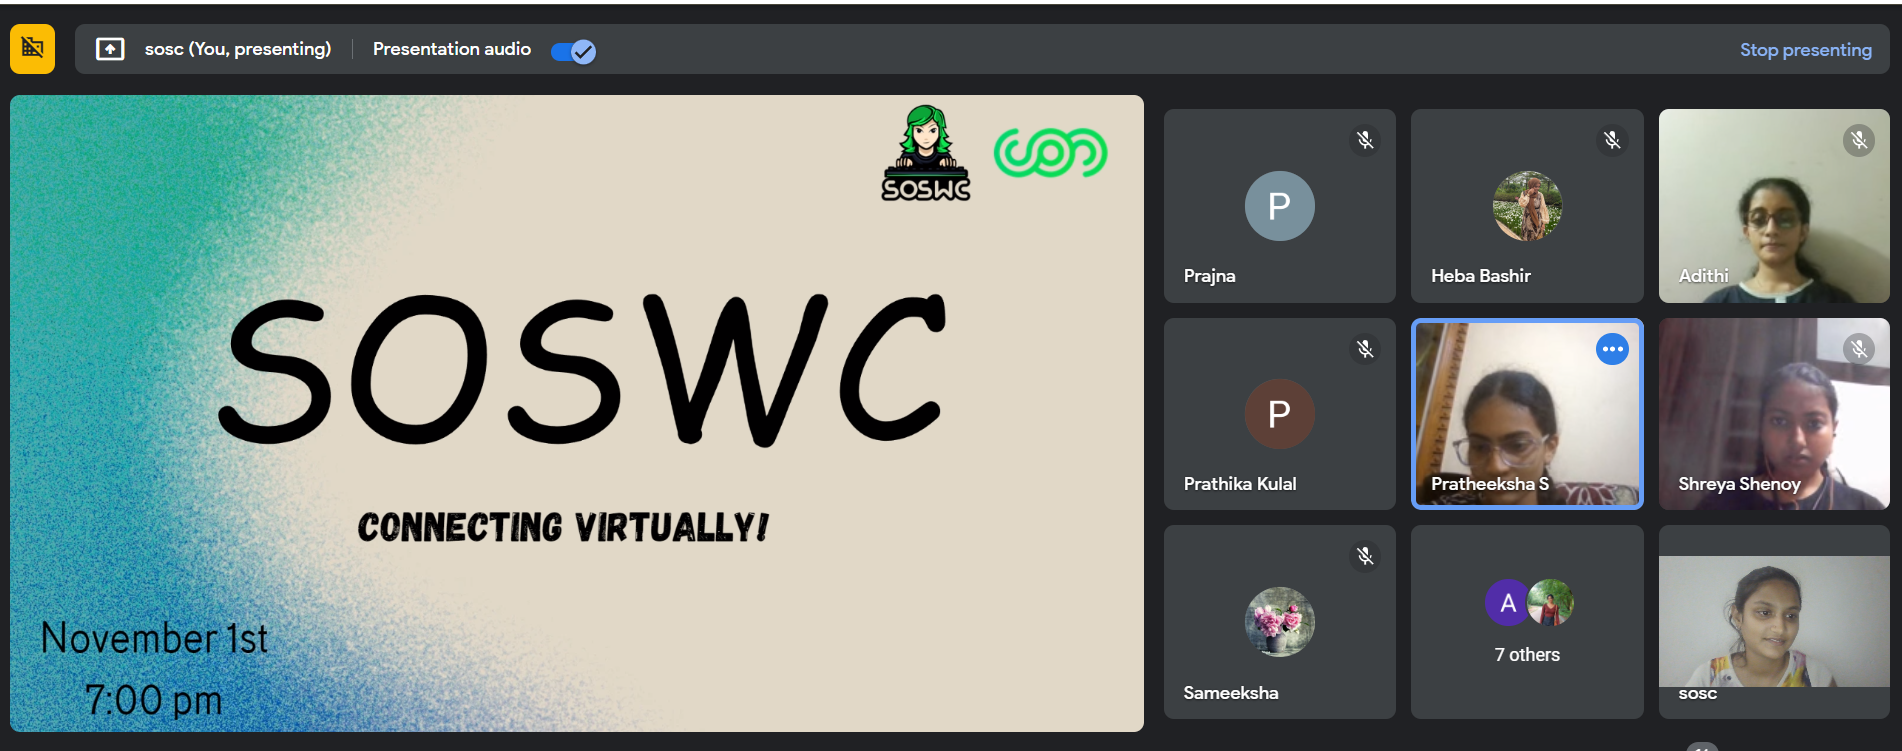 sosc (You, presenting)
Presentation audio
Stop presenting
SOSWC
SOSWC
CONNECTING VIRTUALLY!
November 1st
7:00 pm
P
Prajna
Heba Bashir
Adithi
P
Prathika Kulal
Pratheeksha S
Shreya Shenoy
Sameeksha
A
7 others
sosc